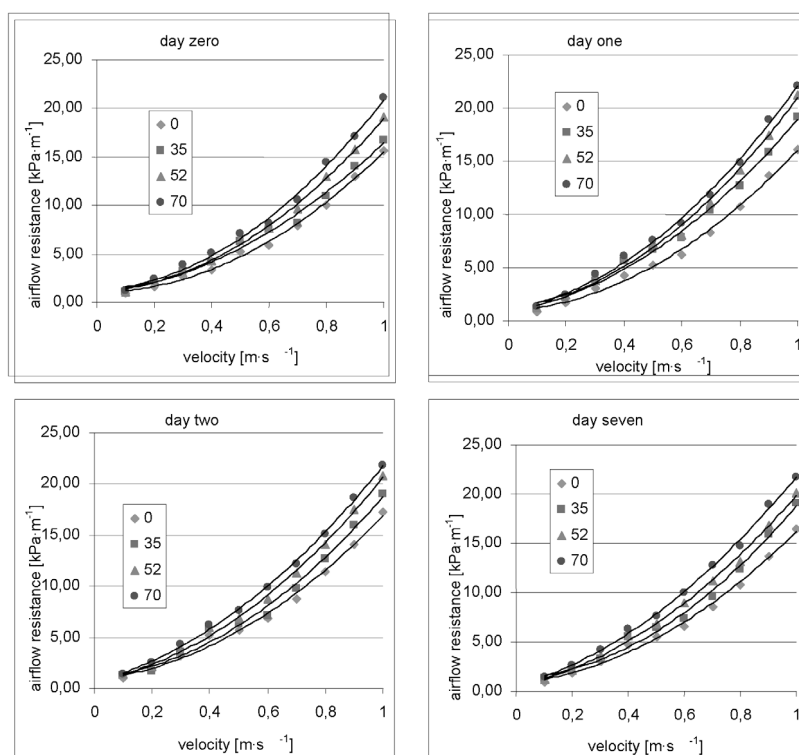 day zero
airflow resistance [kPa·m⁻¹]
25,00
20,00
15,00
10,00
5,00
0,00
0
35
52
70
0 0,2 0,4 0,6 0,8 1
velocity [m·s ⁻¹]
day one
airflow resistance [kPa·m⁻¹]
25,00
20,00
15,00
10,00
5,00
0,00
0
35
52
70
0 0,2 0,4 0,6 0,8 1
velocity [m·s ⁻¹]
day two
airflow resistance [kPa·m⁻¹]
25,00
20,00
15,00
10,00
5,00
0,00
0
35
52
70
0 0,2 0,4 0,6 0,8 1
velocity [m·s ⁻¹]
day seven
airflow resistance [kPa·m⁻¹]
25,00
20,00
15,00
10,00
5,00
0,00
0
35
52
70
0 0,2 0,4 0,6 0,8 1
velocity [m·s ⁻¹]